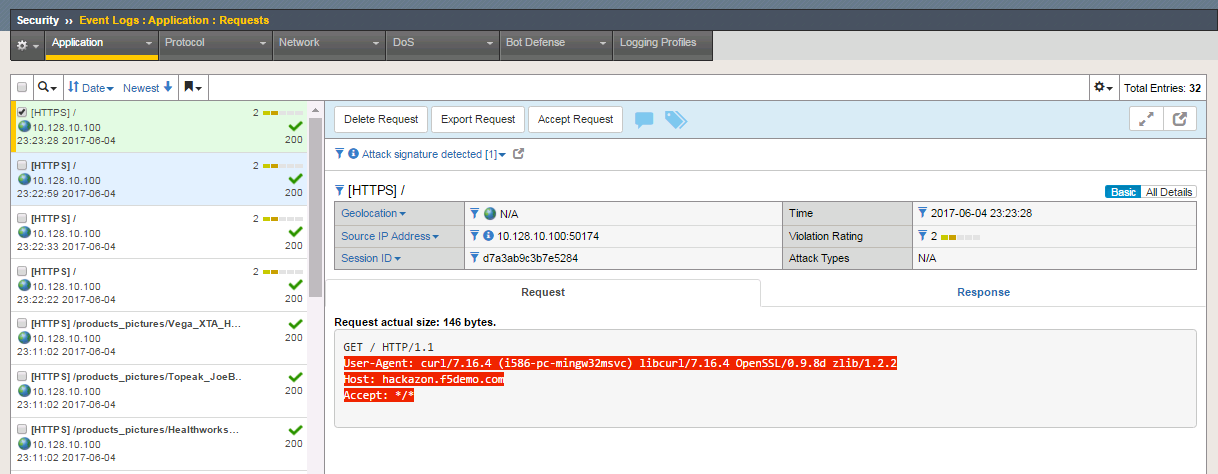 Security ›› Event Logs : Application : Requests
Application Protocol Network DoS Bot Defense Logging Profiles
Date Newest Total Entries: 32
[HTTPS] / 2
10.128.10.100
23:23:28 2017-06-04 200
[HTTPS] / 2
10.128.10.100
22:22:59 2017-06-04 200
[HTTPS] / 2
10.128.10.100
23:22:33 2017-06-04 200
[HTTPS] / 2
10.128.10.100
23:22:22 2017-06-04 200
[HTTPS] /products_pictures/Vega_XTA_H...
10.128.10.100 200
23:11:02 2017-06-04
[HTTPS] /products_pictures/Topeak_JoeB..
10.128.10.100 200
23:11:02 2017-06-04
[HTTPS] /products_pictures/Healthworks...
10.128.10.100 200
23:11:02 2017-06-04
Delete Request Export Request Accept Request
Attack signature detected [1]
[HTTPS] / Basic All Details
Geolocation N/A Time 2017-06-04 23:23:28
Source IP Address 10.128.10.100:50174 Violation Rating 2
Session ID d7a3ab9c3b7e5284 Attack Types N/A
Request Response
Request actual size: 146 bytes.
GET / HTTP/1.1
User-Agent: curl/7.16.4 (i586-pc-mingw32msvc) libcurl/7.16.4 OpenSSL/0.9.8d zlib/1.2.2
Host: hackazon.f5demo.com
Accept: */*